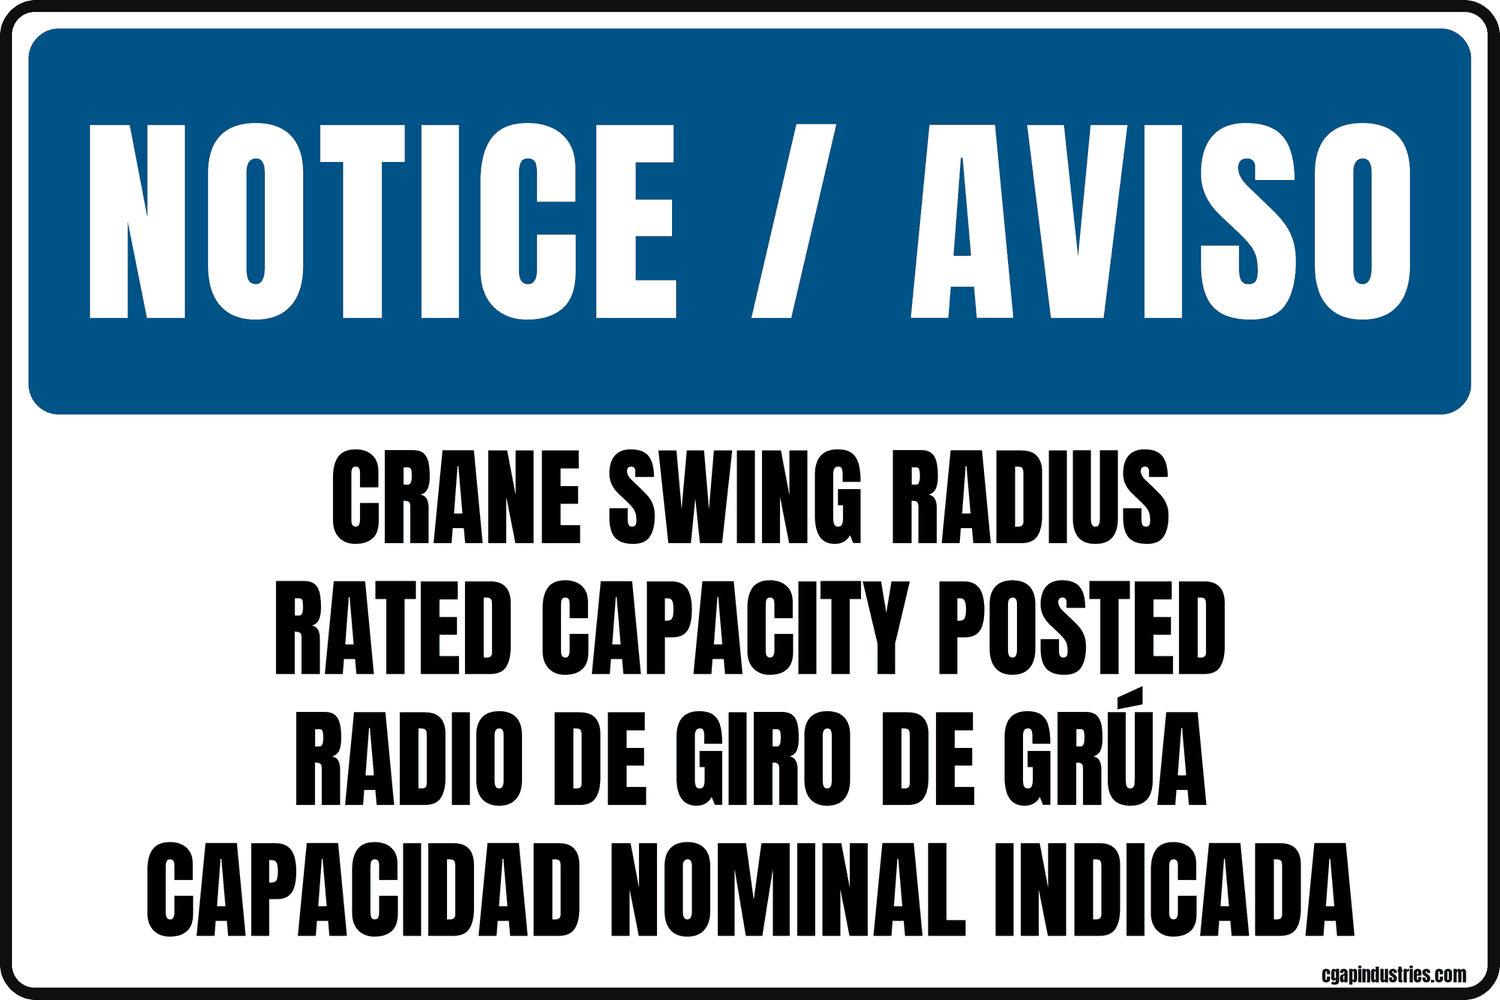 NOTICE / AVISO
CRANE SWING RADIUS
RATED CAPACITY POSTED
RADIO DE GIRO DE GRÚA
CAPACIDAD NOMINAL INDICADA
cgapindustries.com